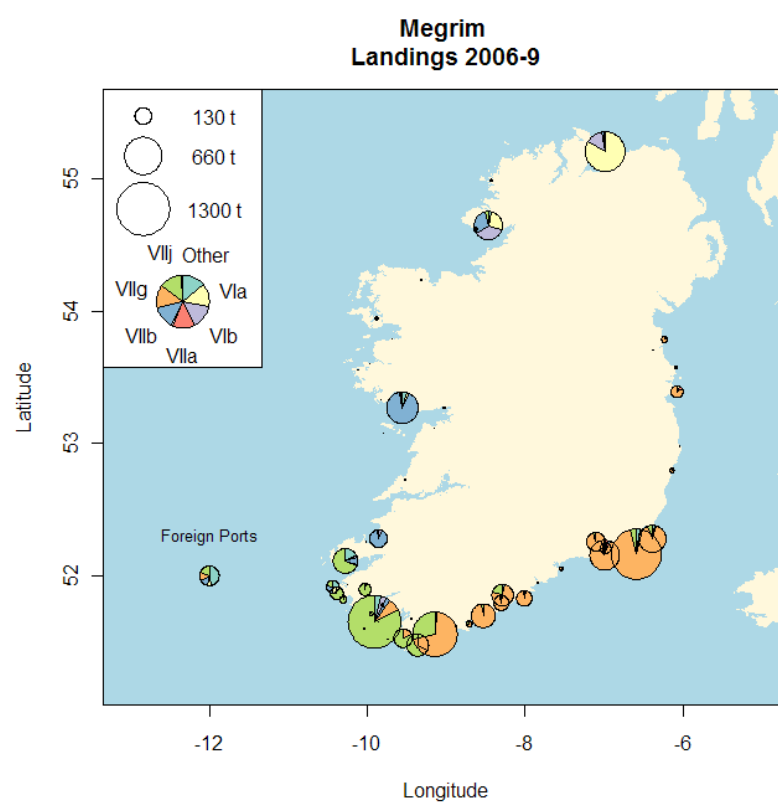 Megrim
Landings 2006-9
130 t
660 t
1300 t
VIIj Other
VIIg VIa
VIIb VIb
VIIa
Foreign Ports
Latitude
55
54
53
52
-12 -10 -8 -6
Longitude